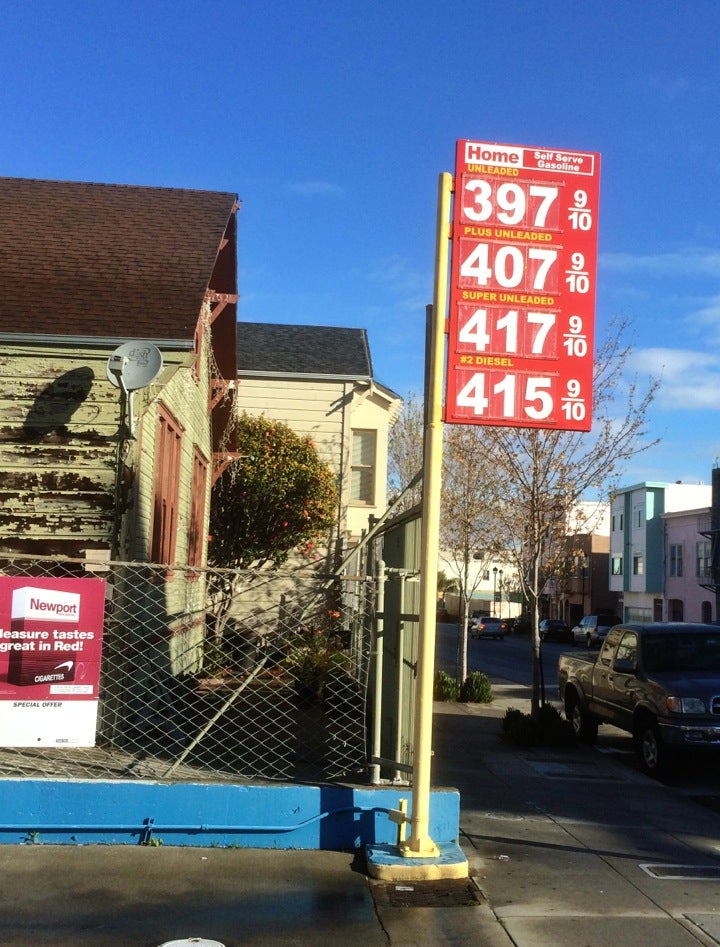 Home Self Serve
Gasoline
UNLEADED
397 9/10
PLUS UNLEADED
407 9/10
SUPER UNLEADED
417 9/10
#2 DIESEL
415 9/10
Newport
leasure tastes
great in Red!
CIGARETTES
SPECIAL OFFER